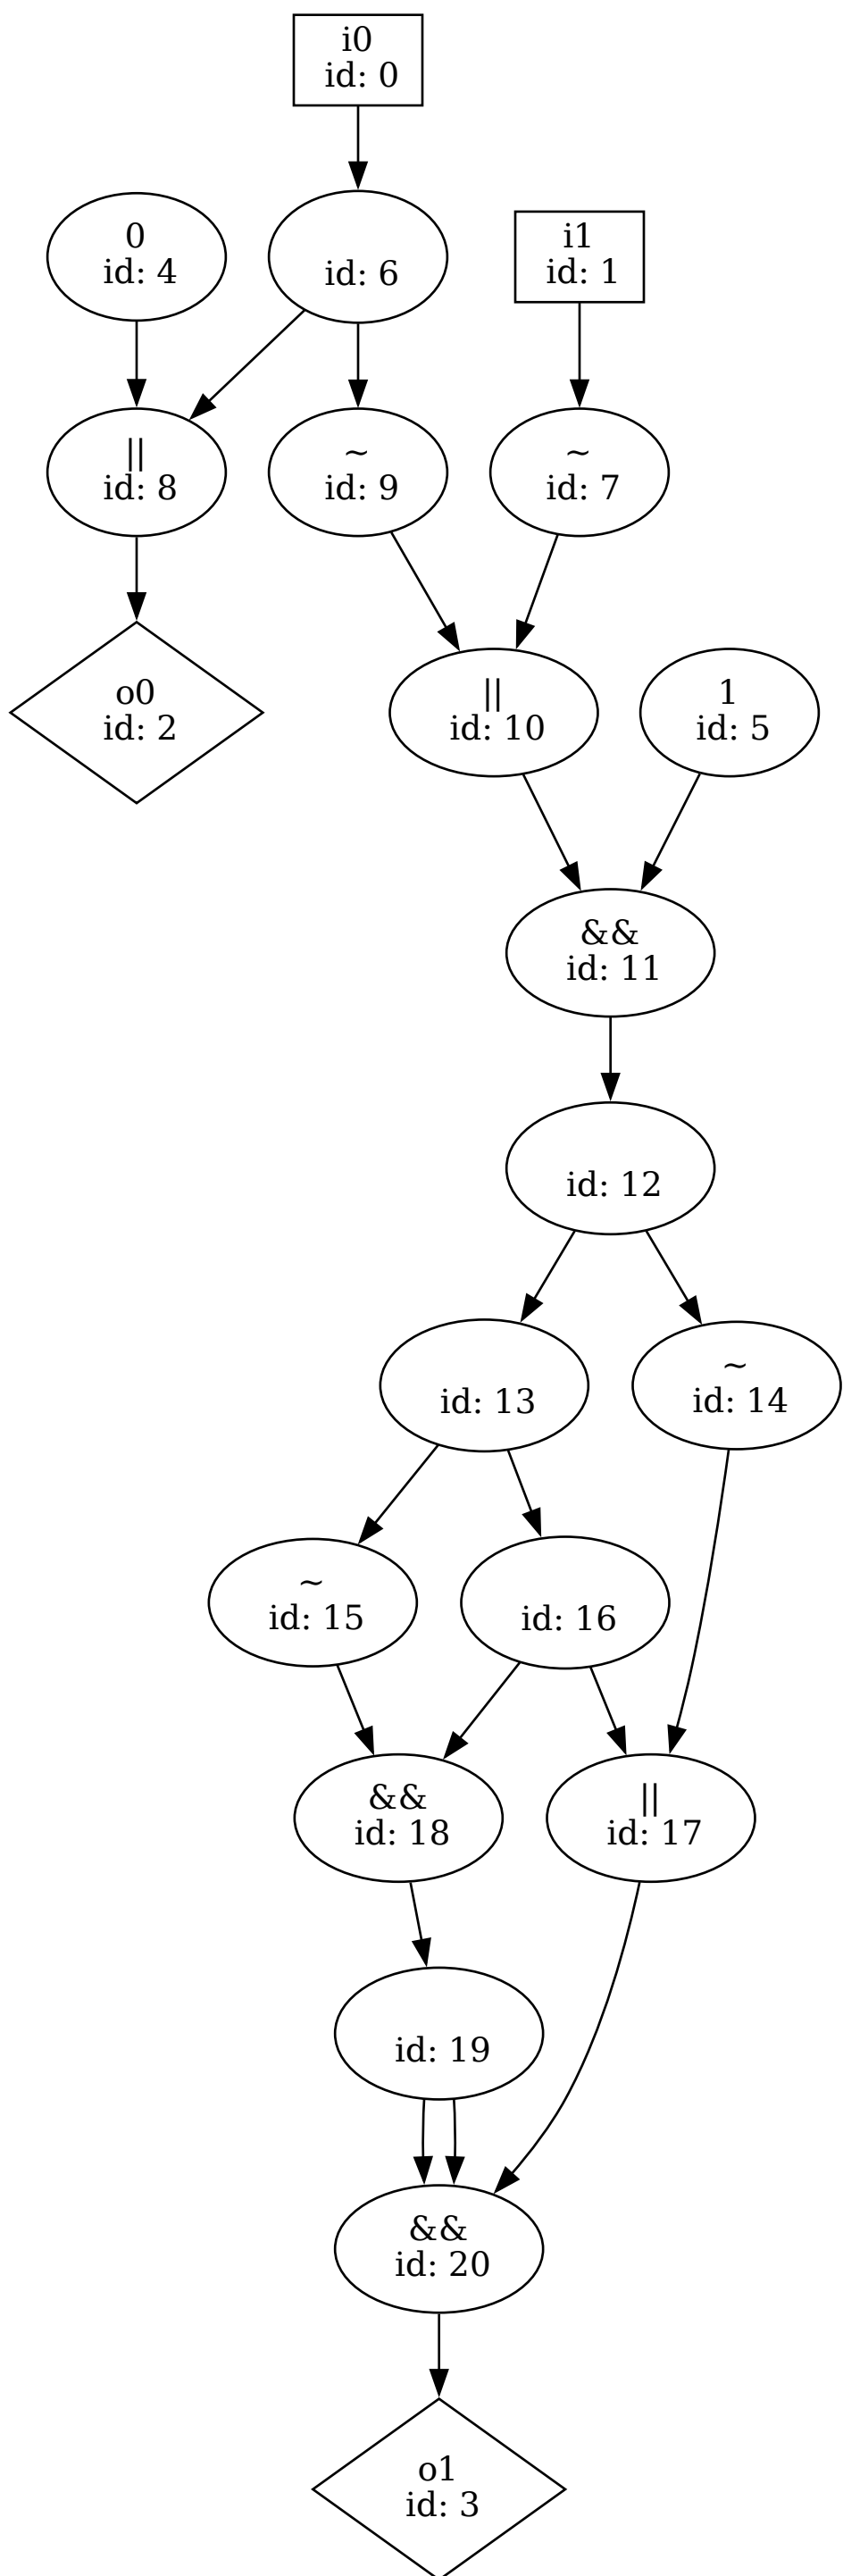 i0
id: 0
0
id: 4
id: 6
i1
id: 1
||
id: 8
~
id: 9
~
id: 7
o0
id: 2
||
id: 10
1
id: 5
&&
id: 11
id: 12
id: 13
~
id: 14
~
id: 15
id: 16
&&
id: 18
||
id: 17
id: 19
&&
id: 20
o1
id: 3